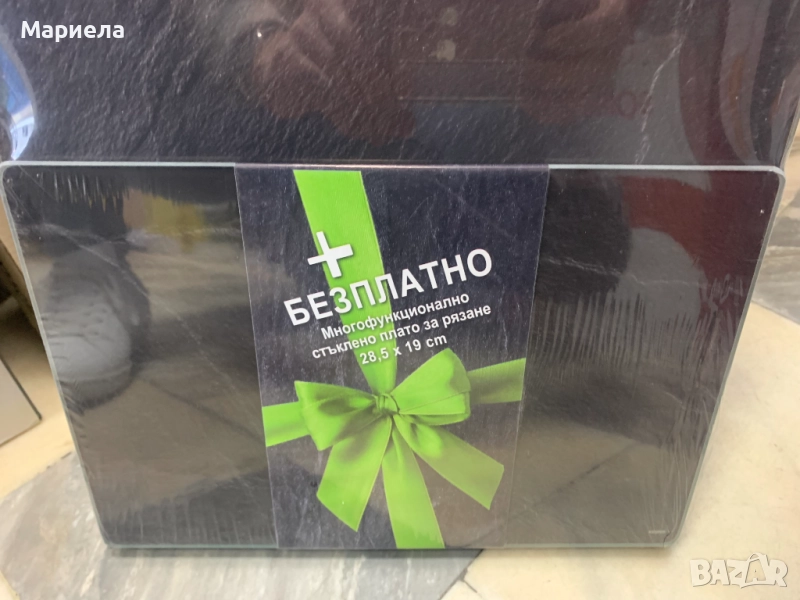 Мариела
+
БЕЗПЛАТНО
Многофункционално
стъклено плато за рязане
28,5 x 19 cm
BAZAR